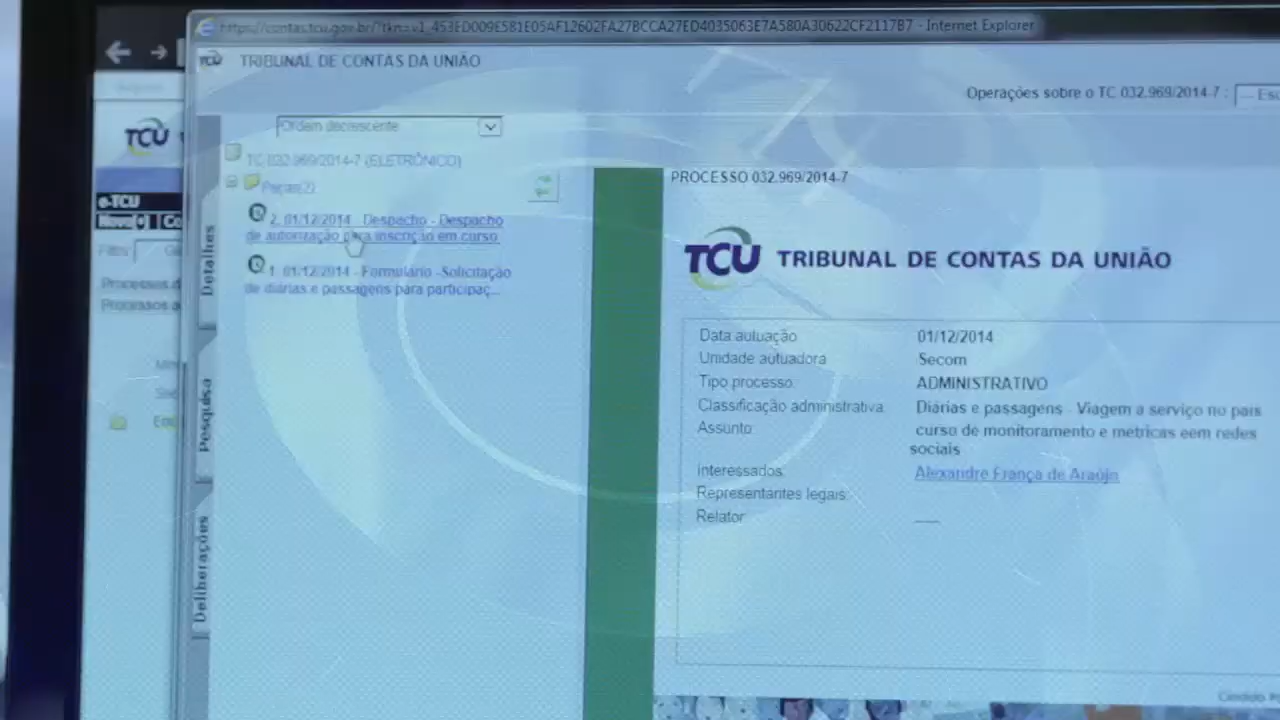 https://contas.tcu.gov.br/?tkn=v1_453ED009E581E05AF12602FA27BCCA27ED4035063E7A580A30622CF2117B7 - Internet Explorer
TCU TRIBUNAL DE CONTAS DA UNIÃO
Operações sobre o TC 032.969/2014-7 :
Ordem decrescente
TC 032.969/2014-7 (ELETRÔNICO)
Peças(2)
2. 01/12/2014 - Despacho - Despacho
de autorização para inscrição em curso
1. 01/12/2014 - Formulário -Solicitação
de diárias e passagens para participaç...
Detalhes
Pesquisa
Deliberações
TCU
e-TCU
Processos
Processos
PROCESSO 032.969/2014-7
TCU TRIBUNAL DE CONTAS DA UNIÃO
Data autuação 01/12/2014
Unidade autuadora Secom
Tipo processo ADMINISTRATIVO
Classificação administrativa Diárias e passagens - Viagem a serviço no país
Assunto: curso de monitoramento e metricas eem redes
sociais
Interessados: Alexandre França de Araújo
Representantes legais:
Relator